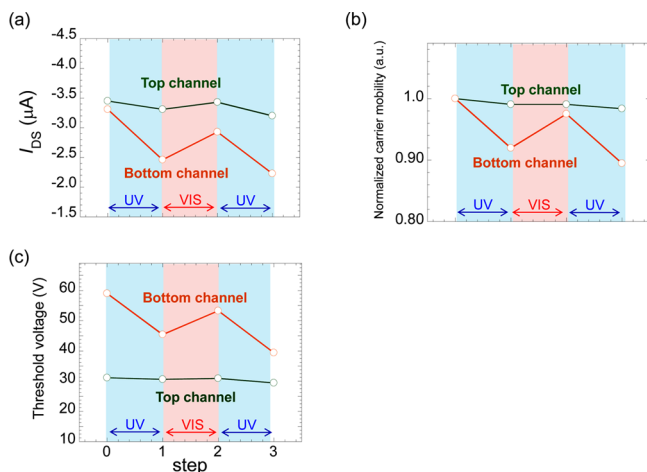 (a)
-4.5
-4.0
-3.5
-3.0
-2.5
-2.0
-1.5
IDS (μA)
Top channel
Bottom channel
UV
VIS
UV
(b)
1.0
0.90
0.80
Normalized carrier mobility (a.u.)
Top channel
Bottom channel
UV
VIS
UV
(c)
60
50
40
30
20
10
Threshold voltage (V)
Bottom channel
Top channel
UV
VIS
UV
0
1
2
3
step